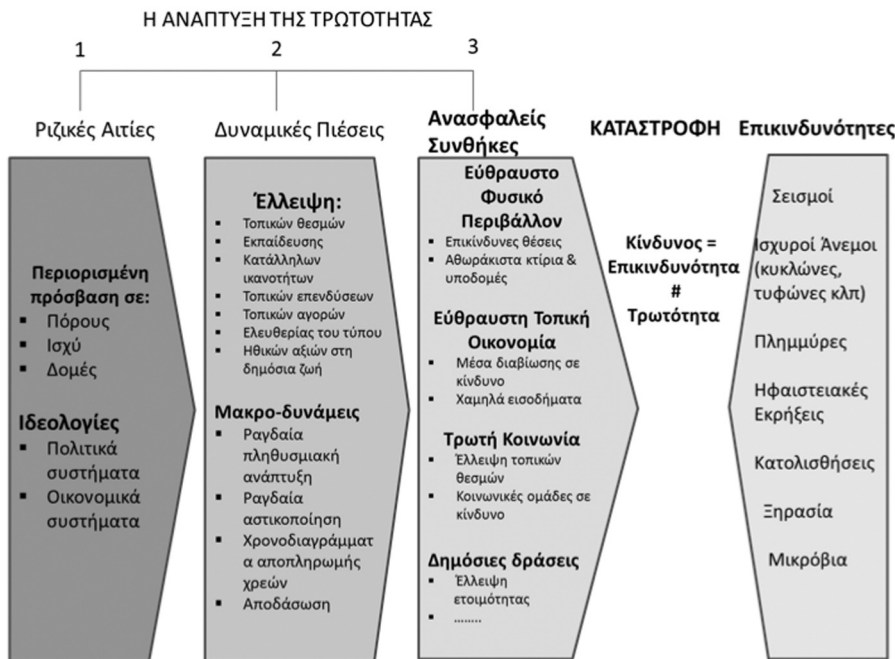 Η ΑΝΑΠΤΥΞΗ ΤΗΣ ΤΡΩΤΟΤΗΤΑΣ
1
2
3
Ριζικές Αιτίες
Περιορισμένη
πρόσβαση σε:
▪ Πόρους
▪ Ισχύ
▪ Δομές
Ιδεολογίες
▪ Πολιτικά
συστήματα
▪ Οικονομικά
συστήματα
Δυναμικές Πιέσεις
Έλλειψη:
▪ Τοπικών θεσμών
▪ Εκπαίδευσης
▪ Κατάλληλων
ικανοτήτων
▪ Τοπικών επενδύσεων
▪ Τοπικών αγορών
▪ Ελευθερίας του τύπου
▪ Ηθικών αξιών στη
δημόσια ζωή
Μακρο-δυνάμεις
▪ Ραγδαία
πληθυσμιακή
ανάπτυξη
▪ Ραγδαία
αστικοποίηση
▪ Χρονοδιαγράμματ
α αποπληρωμής
χρεών
▪ Αποδάσωση
Ανασφαλείς
Συνθήκες
Εύθραυστο
Φυσικό
Περιβάλλον
▪ Επικίνδυνες θέσεις
▪ Αθωράκιστα κτίρια &
υποδομές
Εύθραυστη Τοπική
Οικονομία
▪ Μέσα διαβίωσης σε
κίνδυνο
▪ Χαμηλά εισοδήματα
Τρωτή Κοινωνία
▪ Έλλειψη τοπικών
θεσμών
▪ Κοινωνικές ομάδες σε
κίνδυνο
Δημόσιες δράσεις
▪ Έλλειψη
ετοιμότητας
▪ ........
ΚΑΤΑΣΤΡΟΦΗ
Κίνδυνος =
Επικινδυνότητα
#
Τρωτότητα
Επικινδυνότητες
Σεισμοί
Ισχυροί Άνεμοι
(κυκλώνες,
τυφώνες κλπ)
Πλημμύρες
Ηφαιστειακές
Εκρήξεις
Κατολισθήσεις
Ξηρασία
Μικρόβια